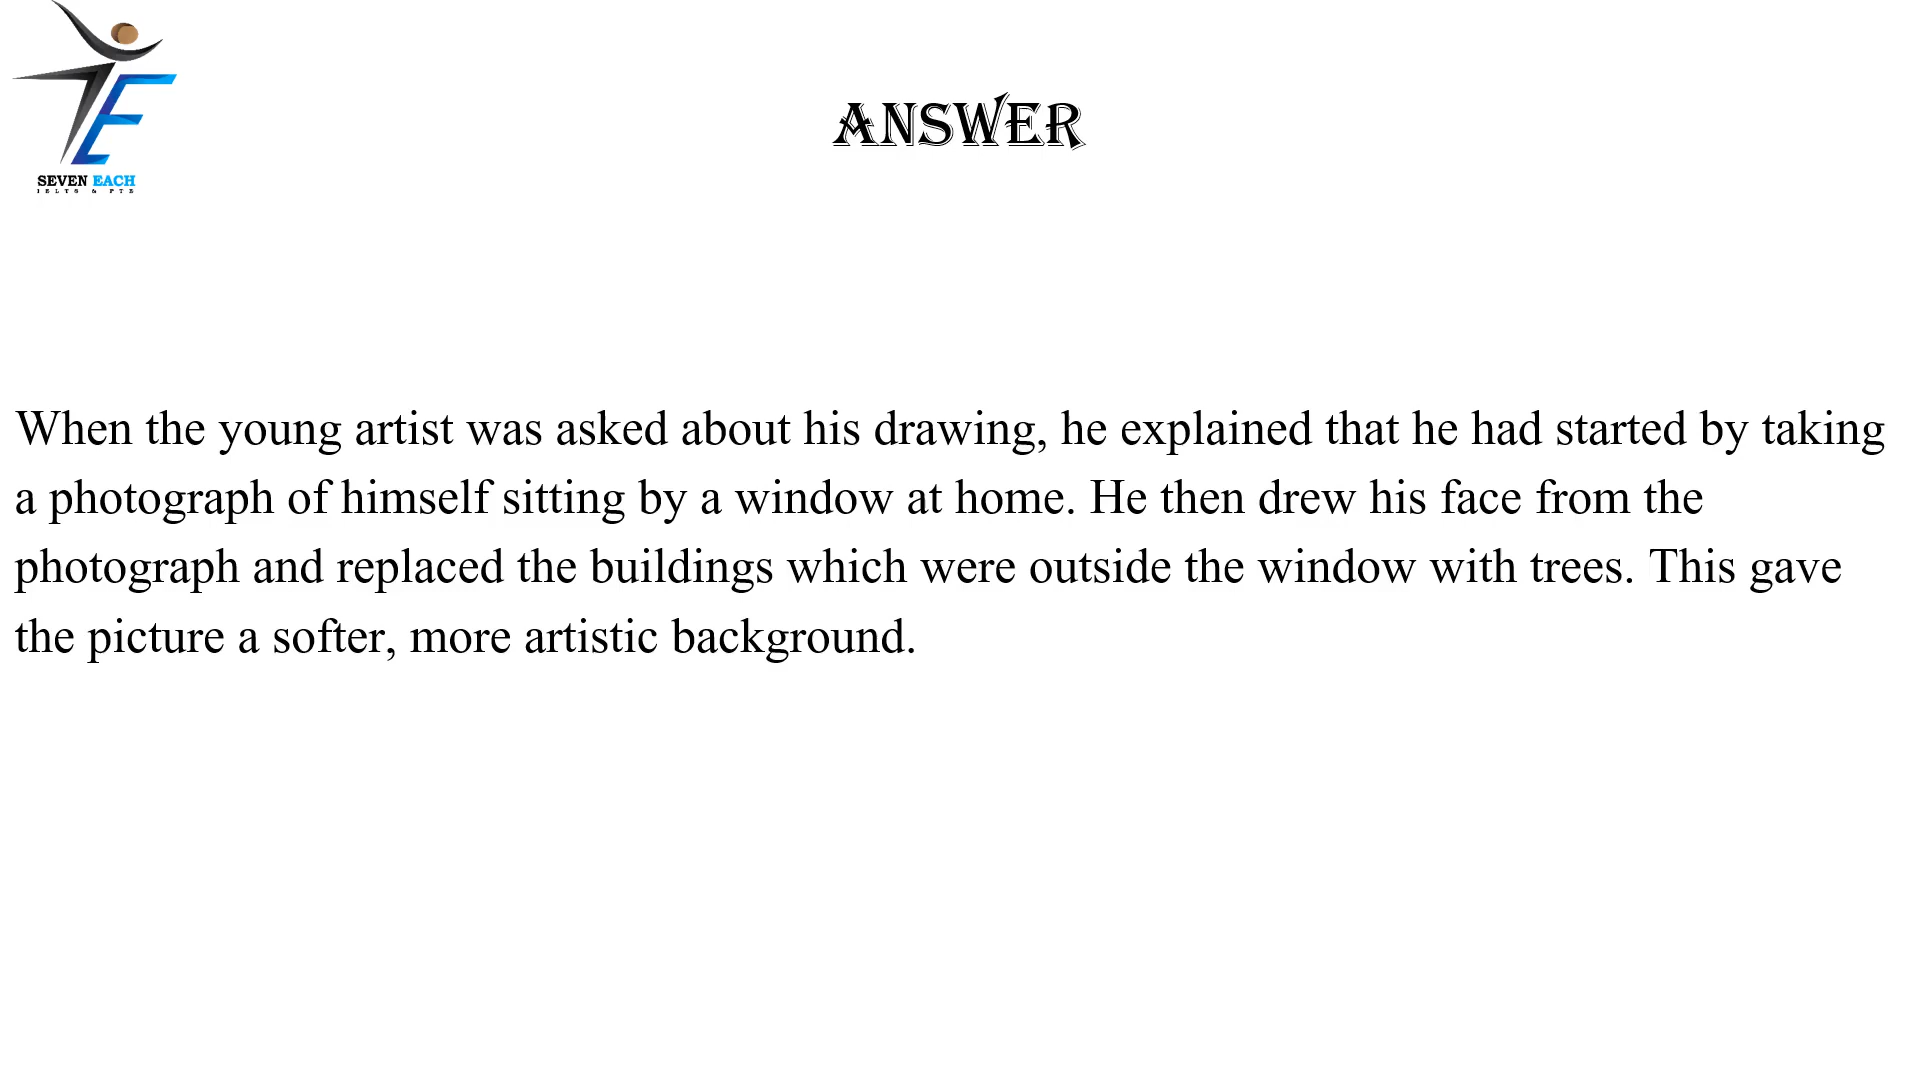 SEVEN EACH
IELTS & PTE
ANSWER
When the young artist was asked about his drawing, he explained that he had started by taking
a photograph of himself sitting by a window at home. He then drew his face from the
photograph and replaced the buildings which were outside the window with trees. This gave
the picture a softer, more artistic background.